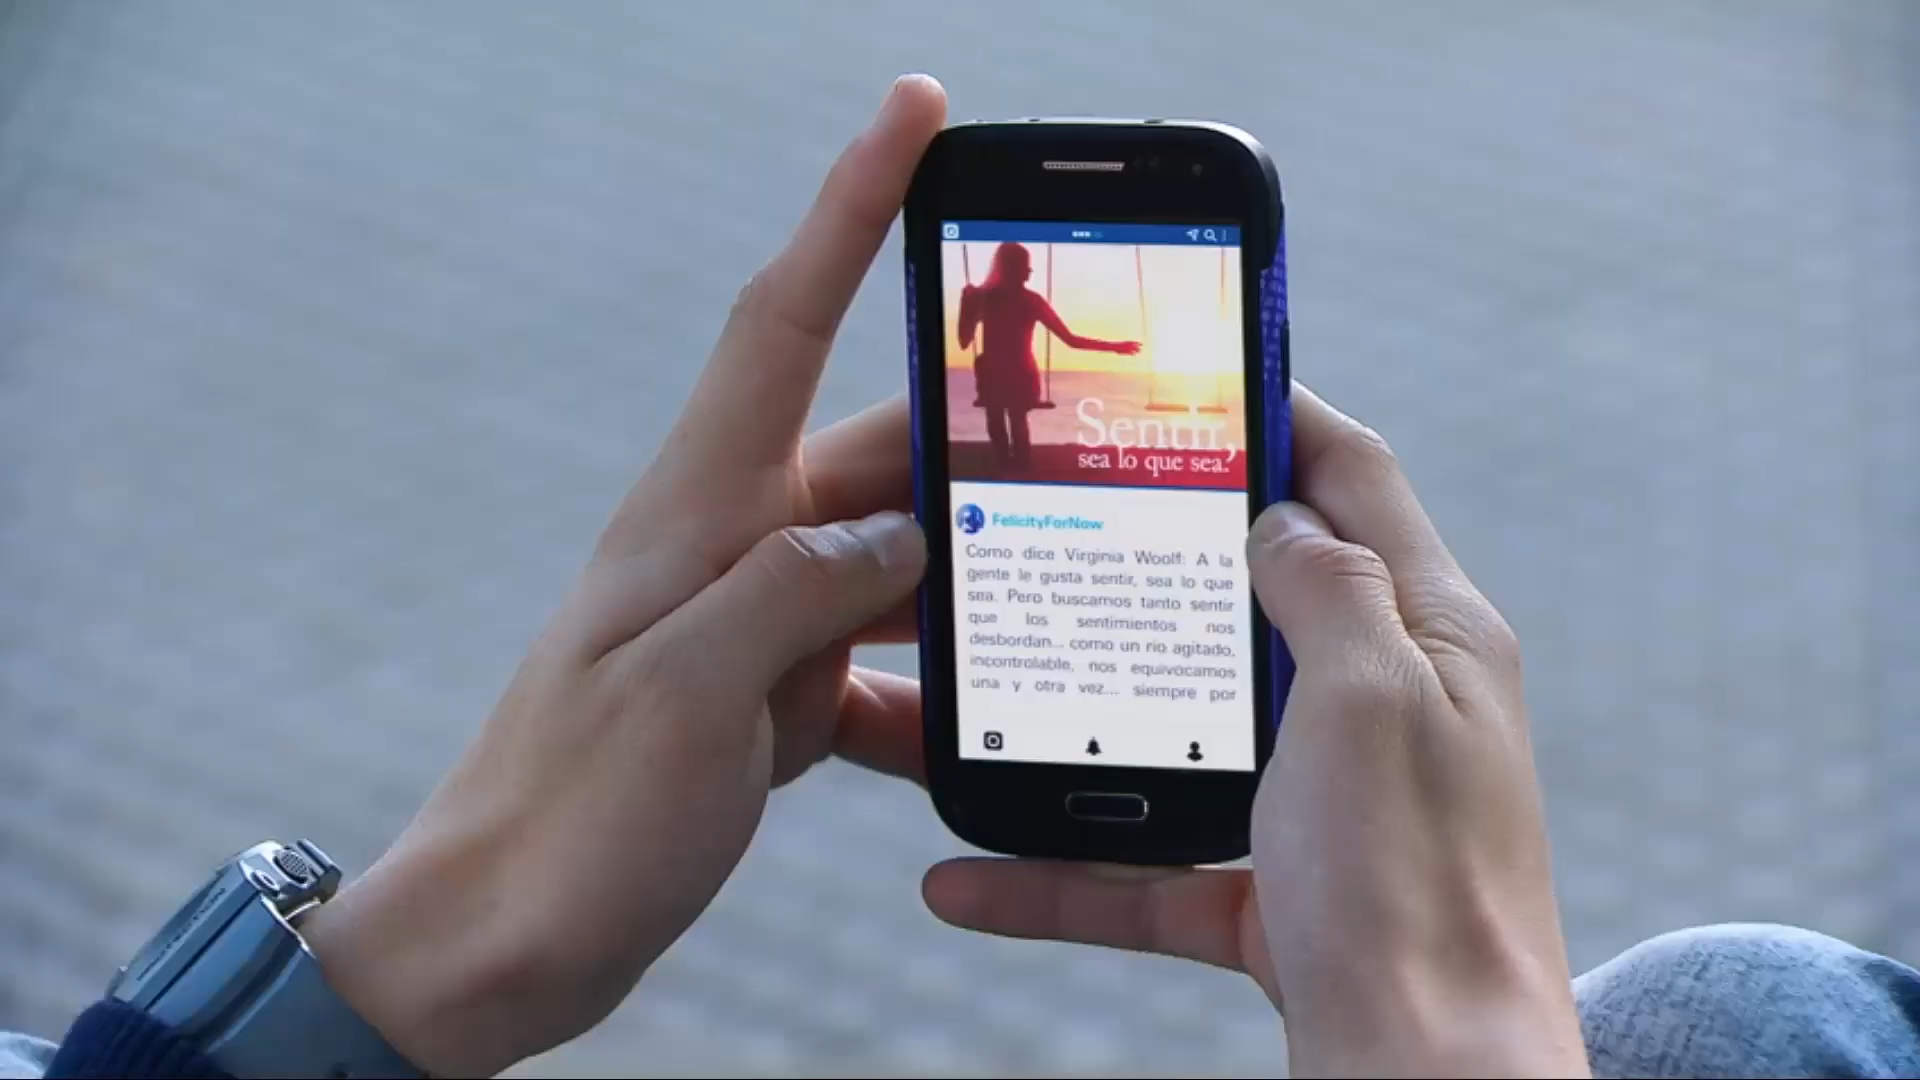 Sentir,
sea lo que sea.
FelicityForNow
Como dice Virginia Woolf: A la
gente le gusta sentir, sea lo que
sea. Pero buscamos tanto sentir
que los sentimientos nos
desbordan... como un rio agitado,
incontrolable, nos equivocamos
una y otra vez... siempre por